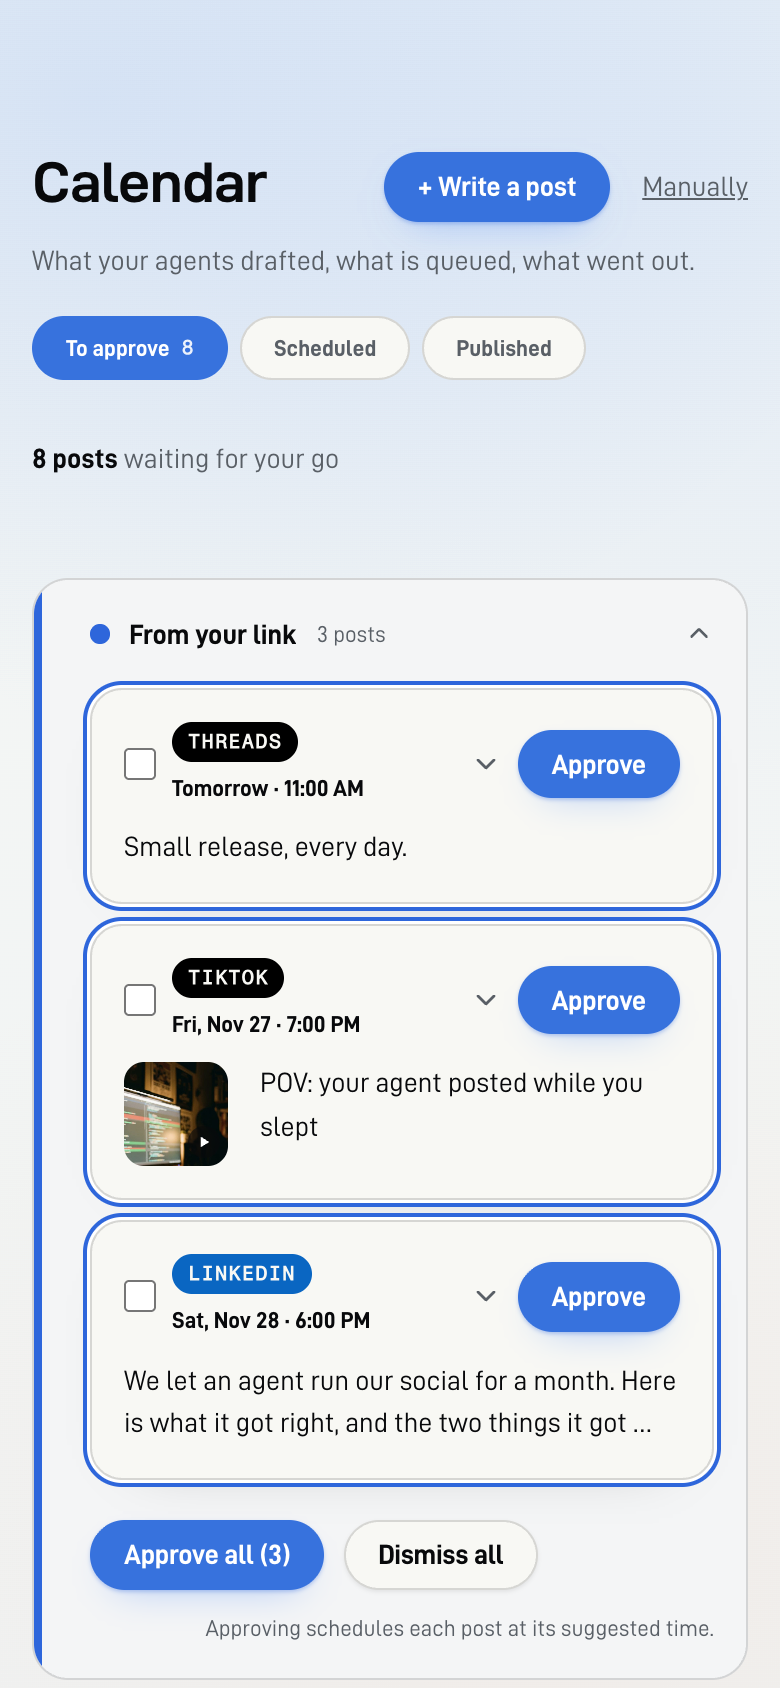 Calendar
+ Write a post
Manually
What your agents drafted, what is queued, what went out.
To approve 8
Scheduled
Published
8 posts waiting for your go
From your link 3 posts
THREADS
Tomorrow · 11:00 AM
Approve
Small release, every day.
TIKTOK
Fri, Nov 27 · 7:00 PM
Approve
POV: your agent posted while you
slept
LINKEDIN
Sat, Nov 28 · 6:00 PM
Approve
We let an agent run our social for a month. Here
is what it got right, and the two things it got ...
Approve all (3)
Dismiss all
Approving schedules each post at its suggested time.